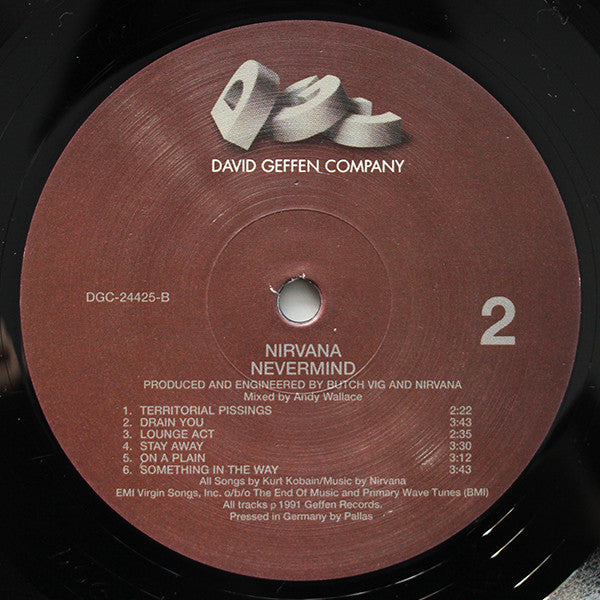 DGC
DAVID GEFFEN COMPANY
DGC-24425-B
2
NIRVANA
NEVERMIND
PRODUCED AND ENGINEERED BY BUTCH VIG AND NIRVANA
Mixed by Andy Wallace
1. TERRITORIAL PISSINGS 2:22
2. DRAIN YOU 3:43
3. LOUNGE ACT 2:35
4. STAY AWAY 3:30
5. ON A PLAIN 3:12
6. SOMETHING IN THE WAY 3:43
All Songs by Kurt Kobain/Music by Nirvana
EMI Virgin Songs, Inc. o/b/o The End Of Music and Primary Wave Tunes (BMI)
All tracks p 1991 Geffen Records.
Pressed in Germany by Pallas